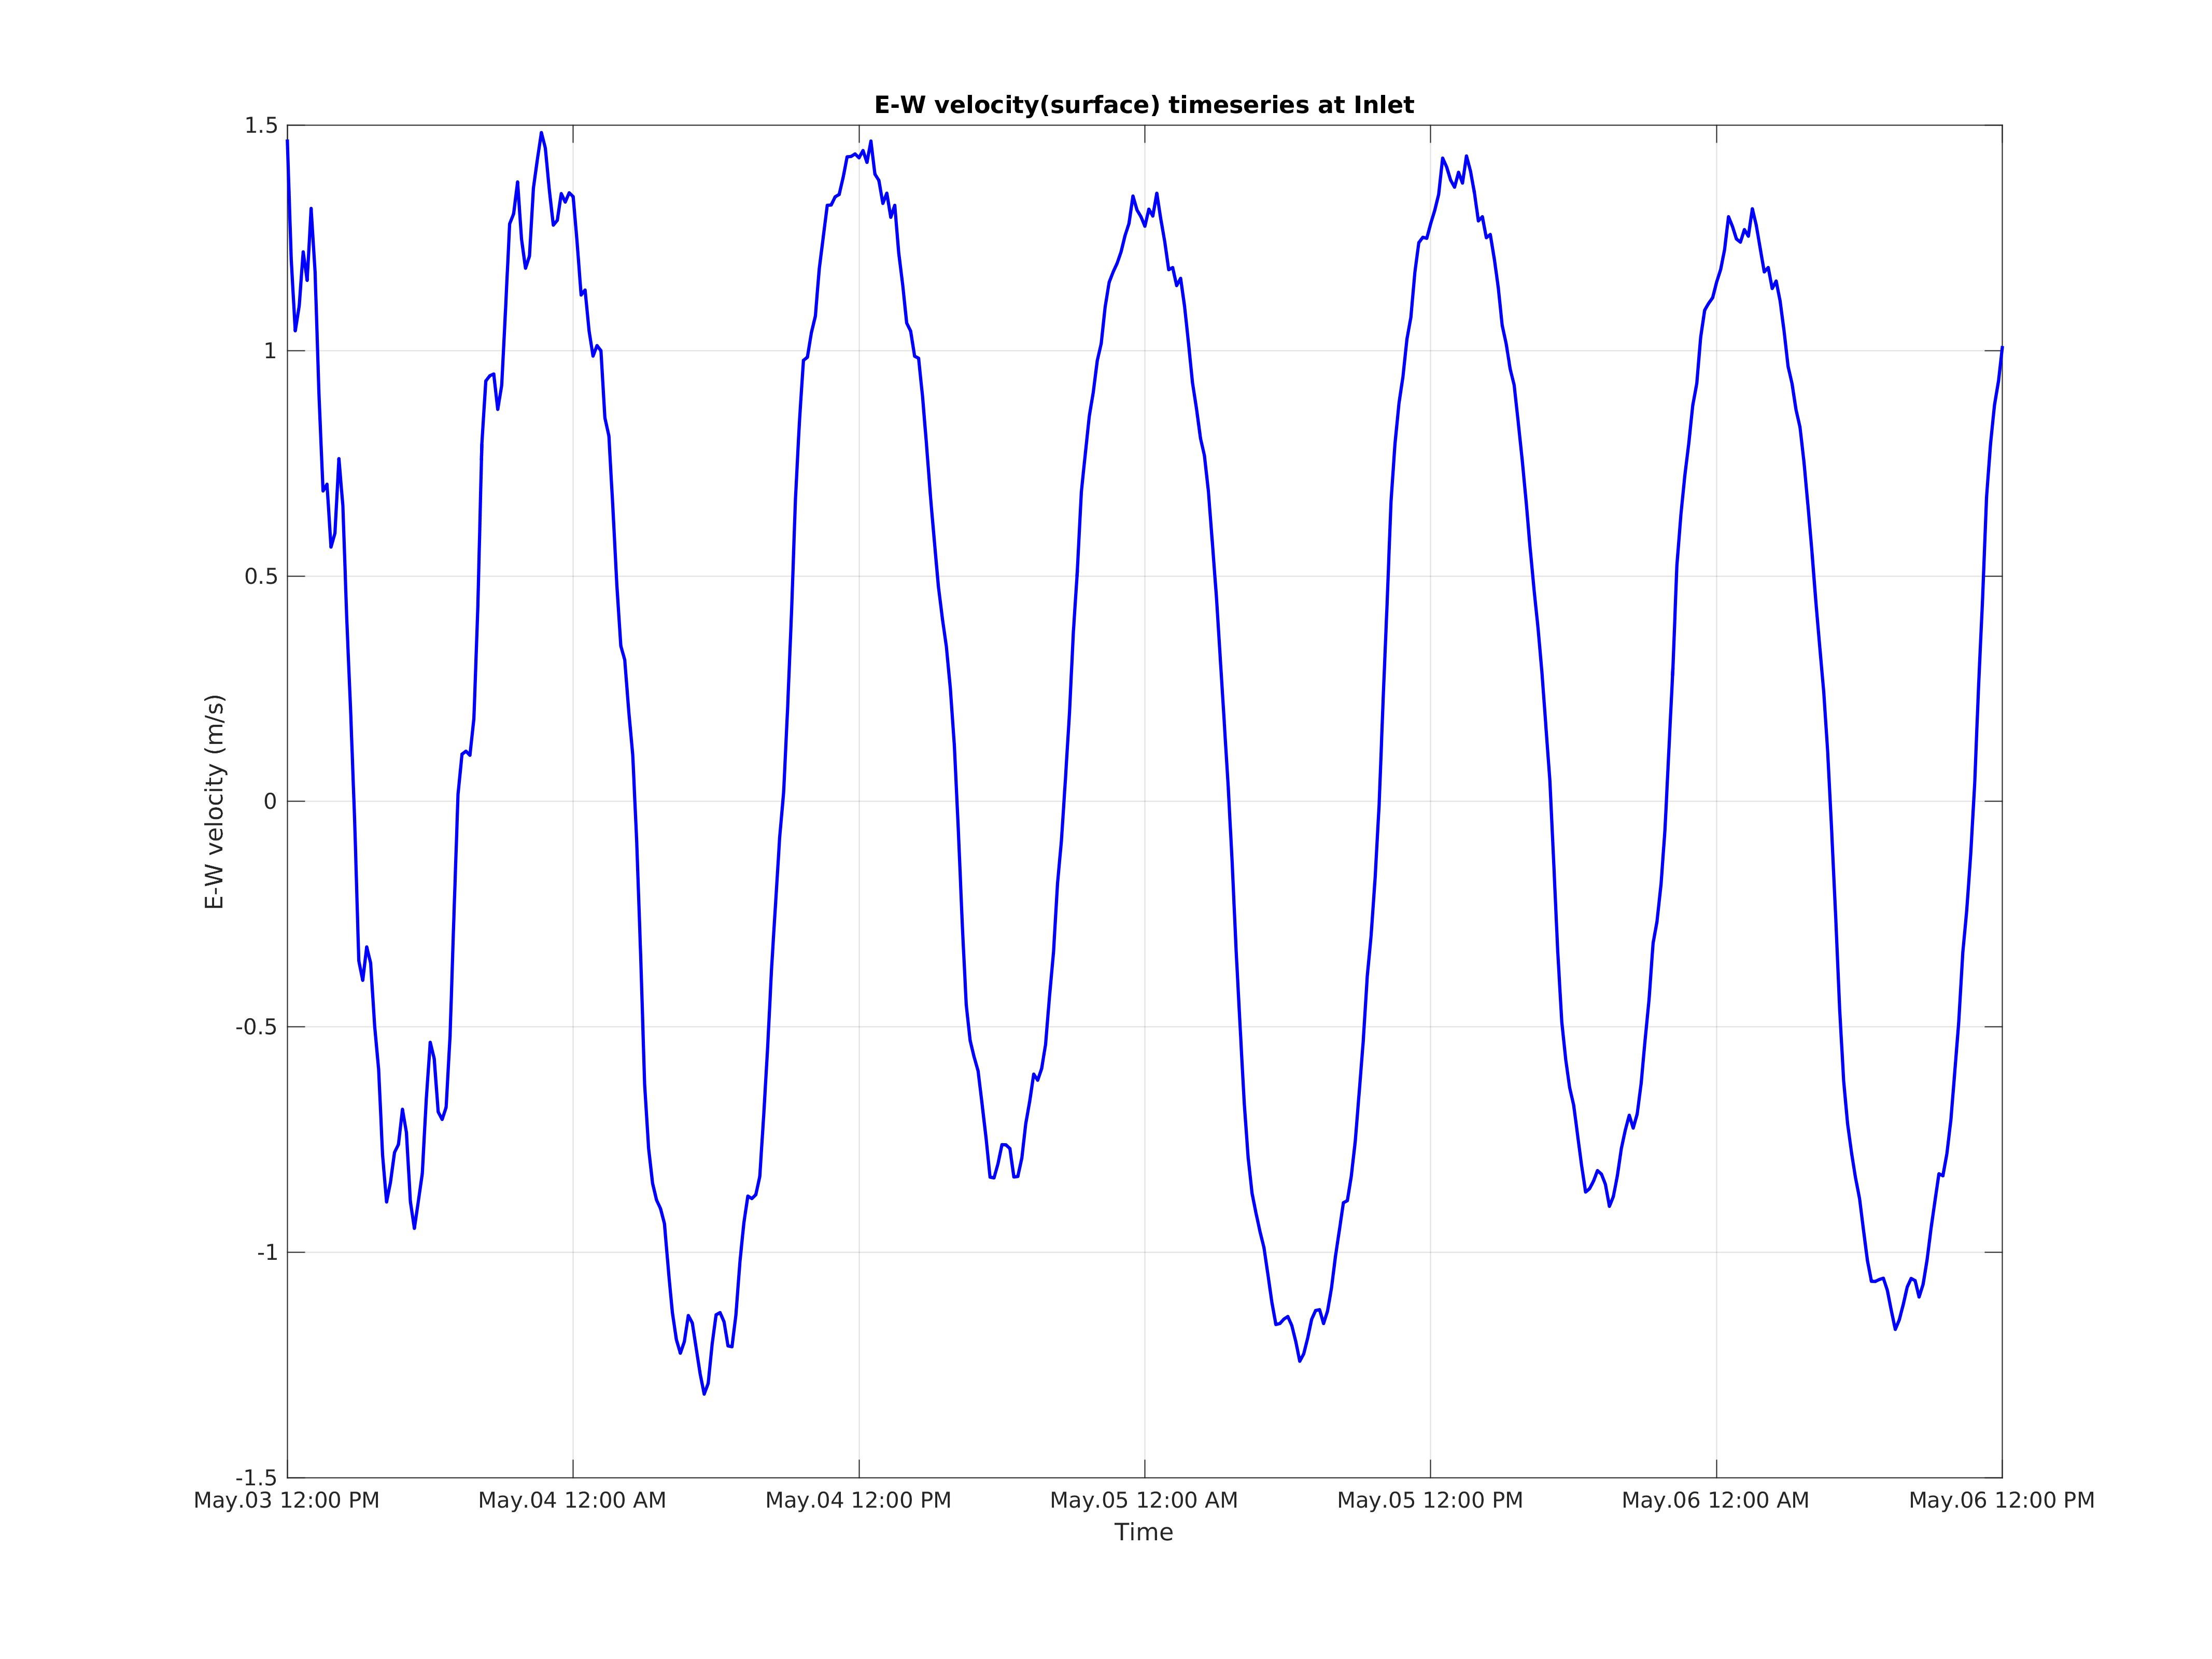 E-W velocity(surface) timeseries at Inlet
1.5
1
0.5
0
-0.5
-1
-1.5
E-W velocity (m/s)
May.03 12:00 PM
May.04 12:00 AM
May.04 12:00 PM
May.05 12:00 AM
May.05 12:00 PM
May.06 12:00 AM
May.06 12:00 PM
Time